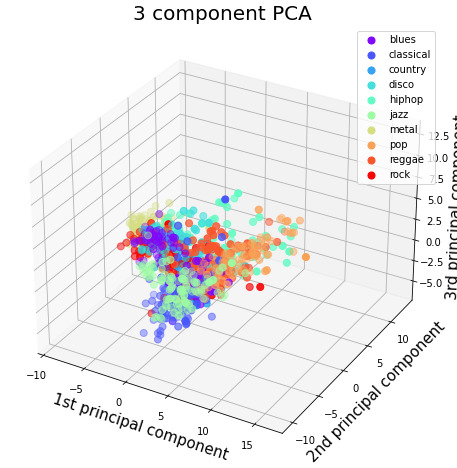 3 component PCA
blues
classical
country
disco
hiphop
jazz
metal
pop
reggae
rock
12.5
10.0
7.5
5.0
2.5
0.0
−2.5
−5.0
3rd principal component
−10
−5
0
5
10
15
1st principal component
−10
−5
0
5
10
2nd principal component